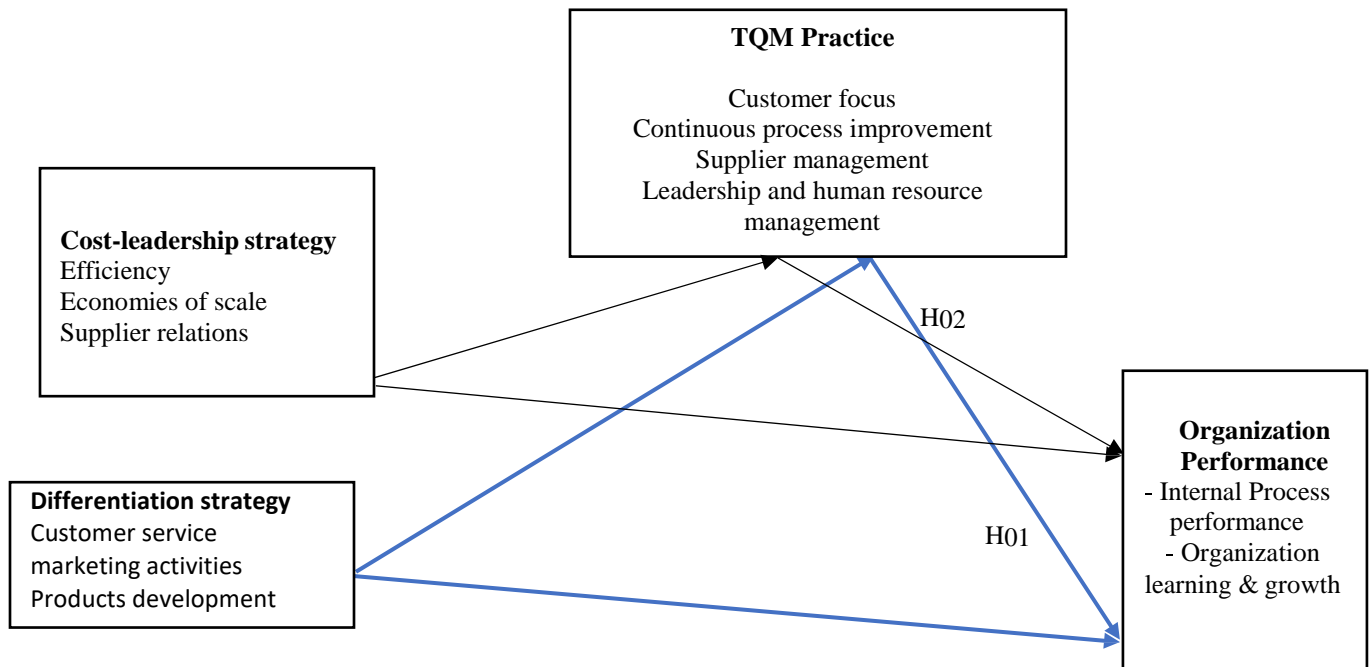 TQM Practice
Customer focus
Continuous process improvement
Supplier management
Leadership and human resource
management
Cost-leadership strategy
Efficiency
Economies of scale
Supplier relations
H02
Organization
Performance
- Internal Process
performance
- Organization
learning & growth
H01
Differentiation strategy
Customer service
marketing activities
Products development